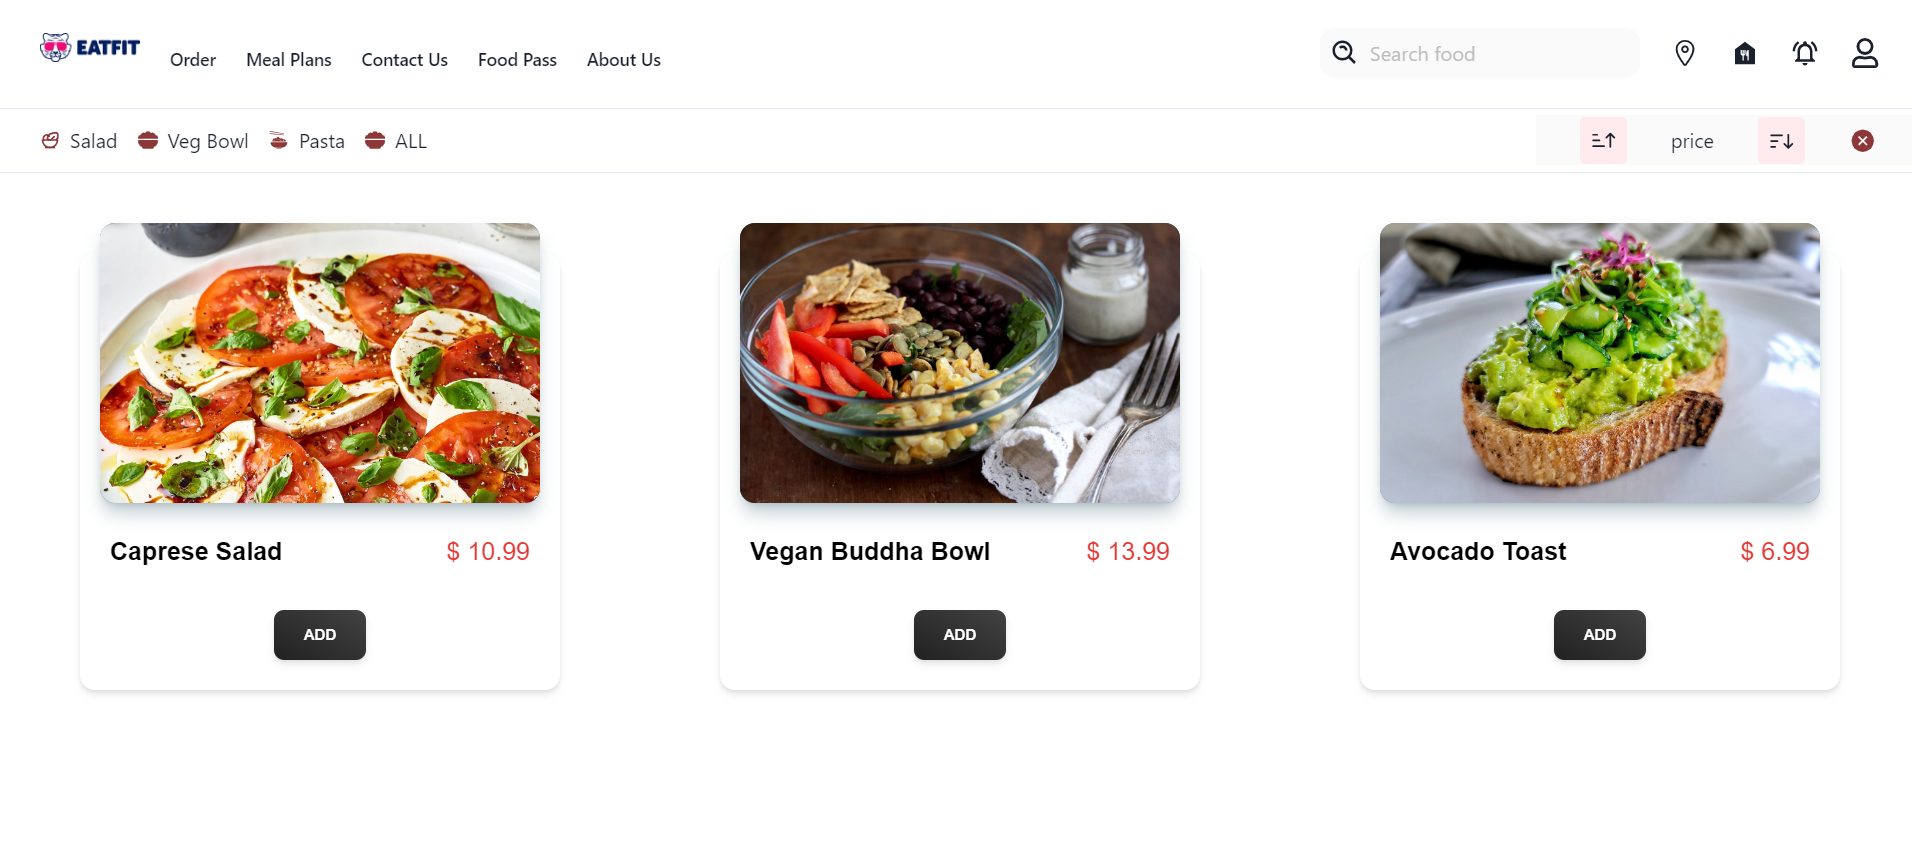 EATFIT
Order Meal Plans Contact Us Food Pass About Us
Search food
Salad Veg Bowl Pasta ALL
price
Caprese Salad $ 10.99
ADD
Vegan Buddha Bowl $ 13.99
ADD
Avocado Toast $ 6.99
ADD